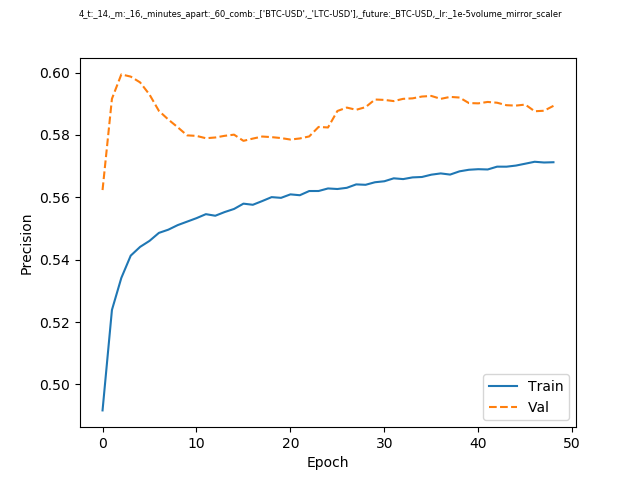 4_t:_14,_m:_16,_minutes_apart:_60_comb:_['BTC-USD',_'LTC-USD'],_future:_BTC-USD,_lr:_1e-5volume_mirror_scaler
0.60
0.58
0.56
0.54
0.52
0.50
Precision
Train
Val
0 10 20 30 40 50
Epoch